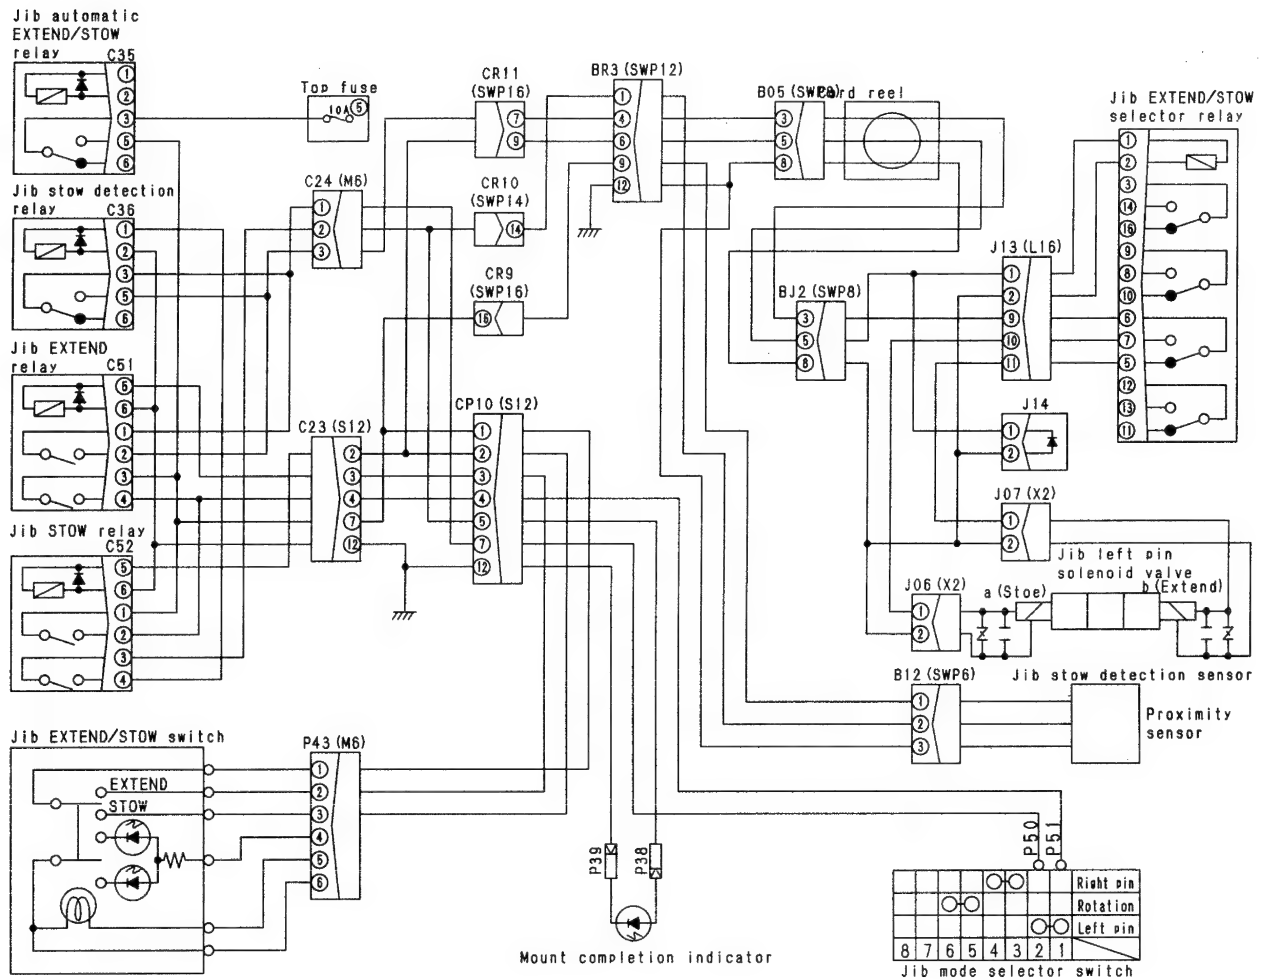 Jib automatic
EXTEND/STOW
relay
C35
1
2
3
5
6
Top fuse
10A
5
CR11
(SWP16)
7
9
BR3 (SWP12)
1
4
6
9
12
B05 (SWP8)
Cord reel
3
5
8
Jib EXTEND/STOW
selector relay
1
2
3
14
16
9
8
10
6
7
5
12
13
11
Jib stow detection
relay
C36
1
2
3
5
6
C24 (M6)
1
2
3
CR10
(SWP14)
14
CR9
(SWP16)
16
BJ2 (SWP8)
3
5
8
J13 (L16)
1
2
9
10
11
Jib EXTEND
relay
C51
5
6
1
2
3
4
C23 (S12)
2
3
4
7
12
CP10 (S12)
1
2
3
4
5
7
12
J14
1
2
J07 (X2)
1
2
Jib STOW relay
C52
5
6
1
2
3
4
Jib left pin
solenoid valve
a (Stoe)
b (Extend)
J06 (X2)
1
2
B12 (SWP6)
1
2
3
Jib stow detection sensor
Proximity
sensor
Jib EXTEND/STOW switch
EXTEND
STOW
P43 (M6)
1
2
3
4
5
6
P39
P38
Mount completion indicator
P50
P51
Right pin
Rotation
Left pin
8 7 6 5 4 3 2 1
Jib mode selector switch